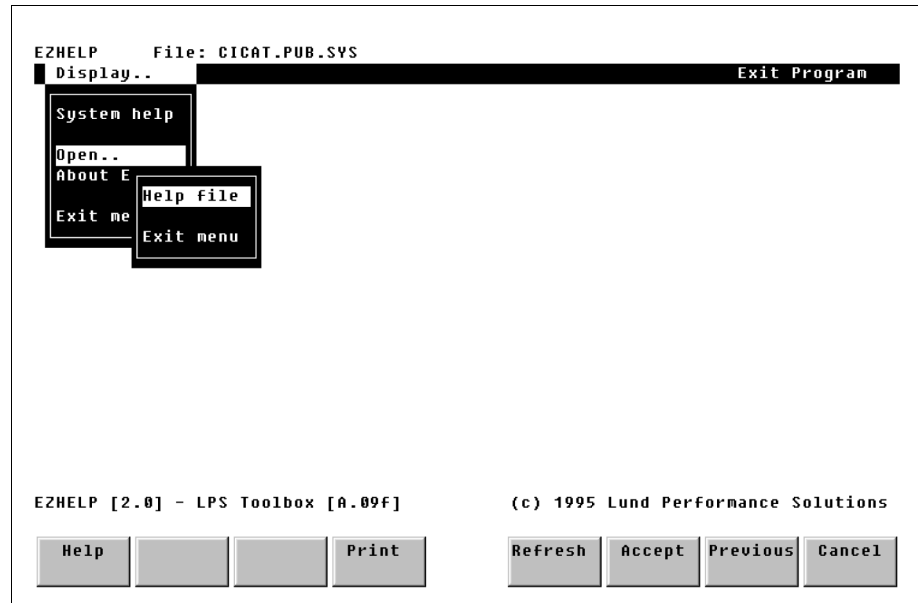 EZHELP File: CICAT.PUB.SYS
Display.. Exit Program
System help
Open..
About E
Help file
Exit me
Exit menu
EZHELP [2.0] - LPS Toolbox [A.09f] (c) 1995 Lund Performance Solutions
Help Print Refresh Accept Previous Cancel